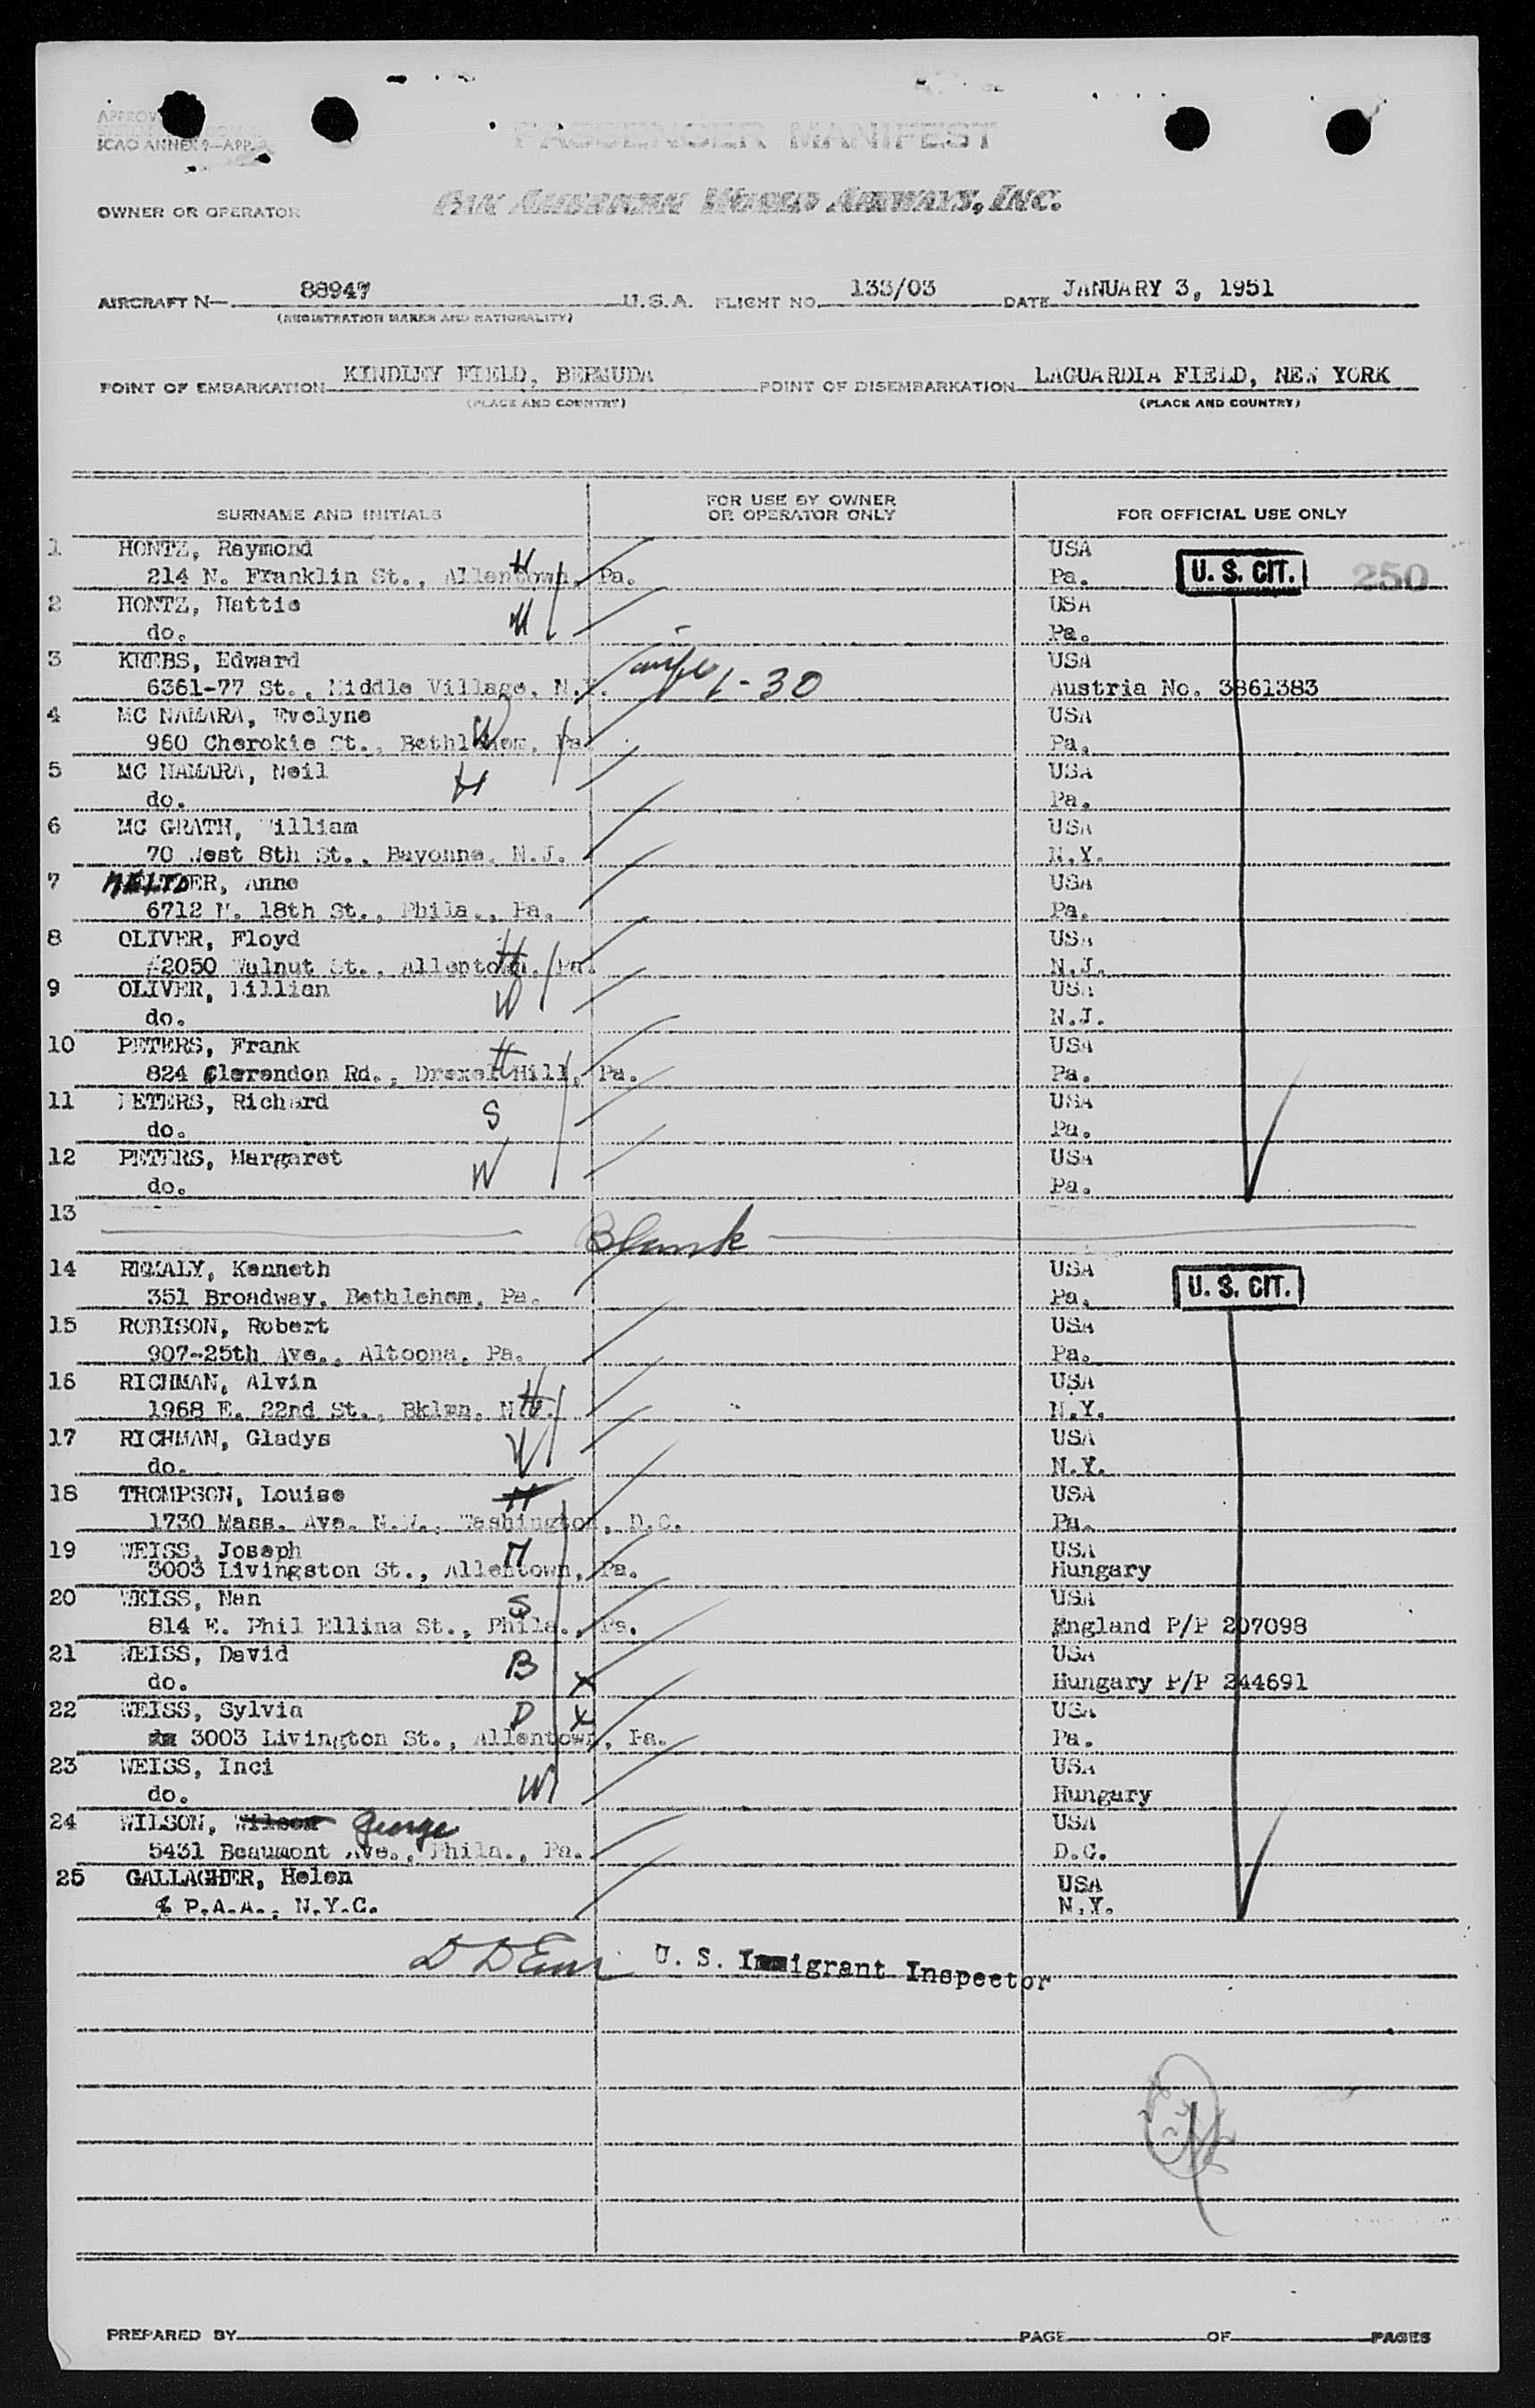 ICAO ANNEX 9—APP. 
PASSENGER MANIFEST
OWNER OR OPERATOR PAN AMERICAN WORLD AIRWAYS, INC.
AIRCRAFT N— 88947 U.S.A. FLIGHT NO. 133/03 DATE JANUARY 3, 1951
(REGISTRATION MARKS AND NATIONALITY)
POINT OF EMBARKATION KINDLEY FIELD, BERMUDA POINT OF DISEMBARKATION LAGUARDIA FIELD, NEW YORK
(PLACE AND COUNTRY) (PLACE AND COUNTRY)
SURNAME AND INITIALS FOR USE BY OWNER OR OPERATOR ONLY FOR OFFICIAL USE ONLY
1 HONTZ, Raymond H USA
214 N. Franklin St., Allentown, Pa. Pa. U. S. CIT. 250
2 HONTZ, Hattie USA
do. W Pa.
3 KREBS, Edward USA
6361-77 St., Middle Village, N.Y. 1-30 Austria No. 3861383
4 MC NAMARA, Evelyne W USA
960 Cherokie St., Bethlehem, Pa. Pa.
5 MC NAMARA, Neil H USA
do. Pa.
6 MC GRATH, William USA
70 West 8th St., Bayonne, N.J. N.Y.
7 MELTDER, Anne USA
6712 N. 18th St., Phila., Pa. Pa.
8 OLIVER, Floyd H USA
#2050 Walnut St., Allentown, Pa. N.J.
9 OLIVER, Lillian W USA
do. N.J.
10 PETERS, Frank H USA
824 Clarendon Rd., Drexel Hill, Pa. Pa.
11 PETERS, Richard S USA
do. Pa.
12 PETERS, Margaret W USA
do. Pa.
13 Blank
14 REMALY, Kenneth USA U. S. CIT.
351 Broadway, Bethlehem, Pa. Pa.
15 ROBISON, Robert USA
907-25th Ave., Altoona, Pa. Pa.
16 RICHMAN, Alvin H USA
1968 E. 22nd St., Bklyn, N.Y. N.Y.
17 RICHMAN, Gladys W USA
do. N.Y.
18 THOMPSON, Louise USA
1730 Mass. Ave. N.W., Washington, D.C. Pa.
19 WEISS, Joseph H USA
3003 Livingston St., Allentown, Pa. Hungary
20 WEISS, Nan S USA
814 E. Phil Ellina St., Phila., Pa. England P/P 207098
21 WEISS, David B USA
do. X Hungary P/P 244691
22 WEISS, Sylvia D X USA
3003 Livington St., Allentown, Pa. Pa.
23 WEISS, Inci USA
do. W Hungary
24 WILSON, Wilson George USA
5431 Beaumont Ave., Phila., Pa. D.C.
25 GALLAGHER, Helen USA
% P.A.A., N.Y.C. N.Y.
U. S. Immigrant Inspector
PREPARED BY PAGE OF PAGES